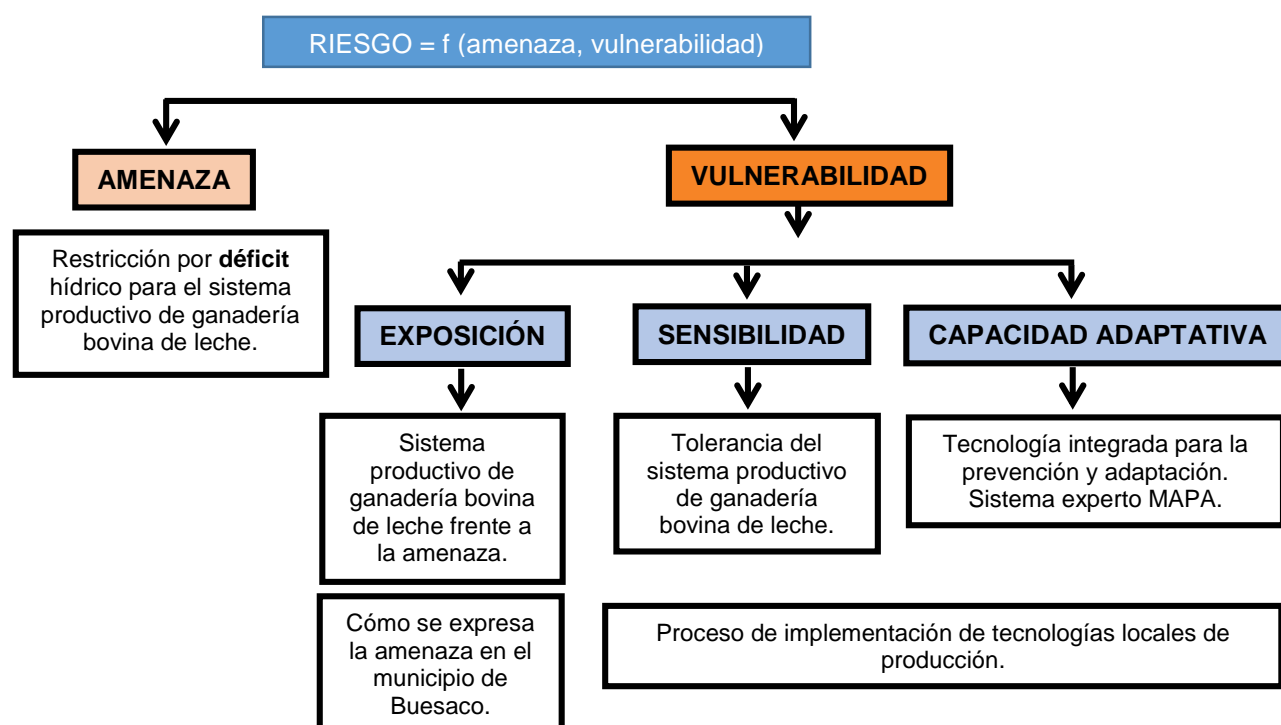 RIESGO = f (amenaza, vulnerabilidad)
AMENAZA
Restricción por déficit
hídrico para el sistema
productivo de ganadería
bovina de leche.
VULNERABILIDAD
EXPOSICIÓN
Sistema
productivo de
ganadería bovina
de leche frente a
la amenaza.
Cómo se expresa
la amenaza en el
municipio de
Buesaco.
SENSIBILIDAD
Tolerancia del
sistema productivo
de ganadería
bovina de leche.
CAPACIDAD ADAPTATIVA
Tecnología integrada para la
prevención y adaptación.
Sistema experto MAPA.
Proceso de implementación de tecnologías locales de
producción.